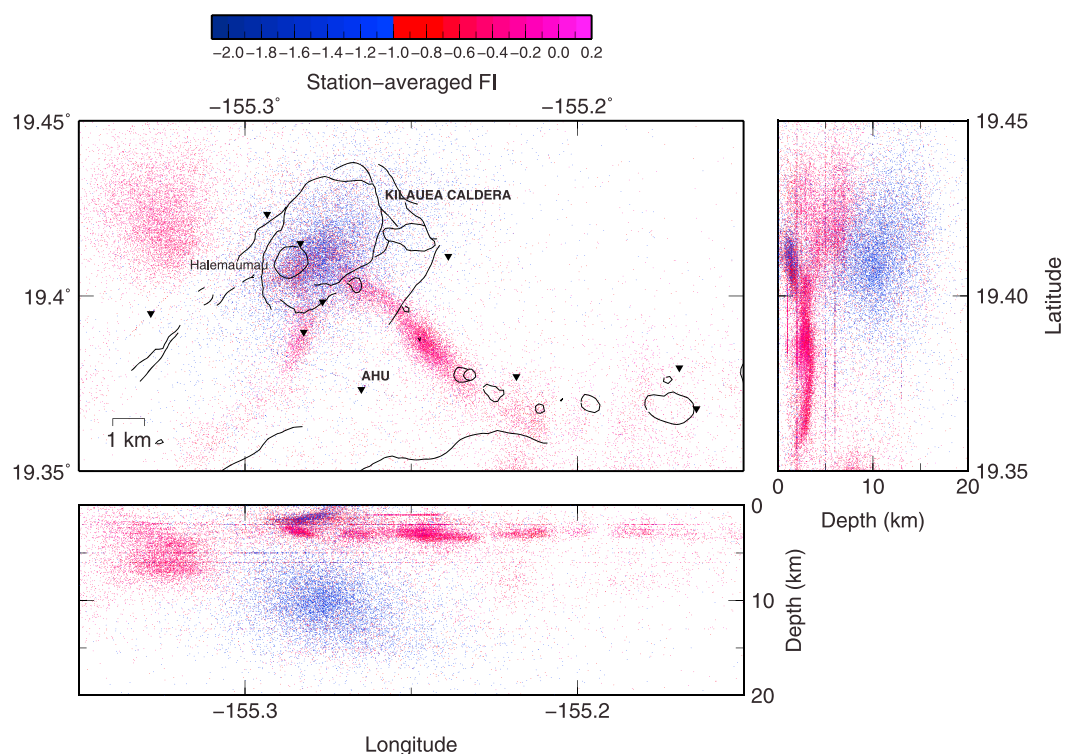 −2.0 −1.8 −1.6 −1.4 −1.2 −1.0 −0.8 −0.6 −0.4 −0.2 0.0 0.2
Station−averaged FI
−155.3˚ −155.2˚
19.45˚ 19.45
KILAUEA CALDERA
Halemaumau
19.4˚ 19.40
Latitude
AHU
1 km
19.35˚ 19.35
0 10 20
Depth (km)
0
10
20
Depth (km)
−155.3 −155.2
Longitude